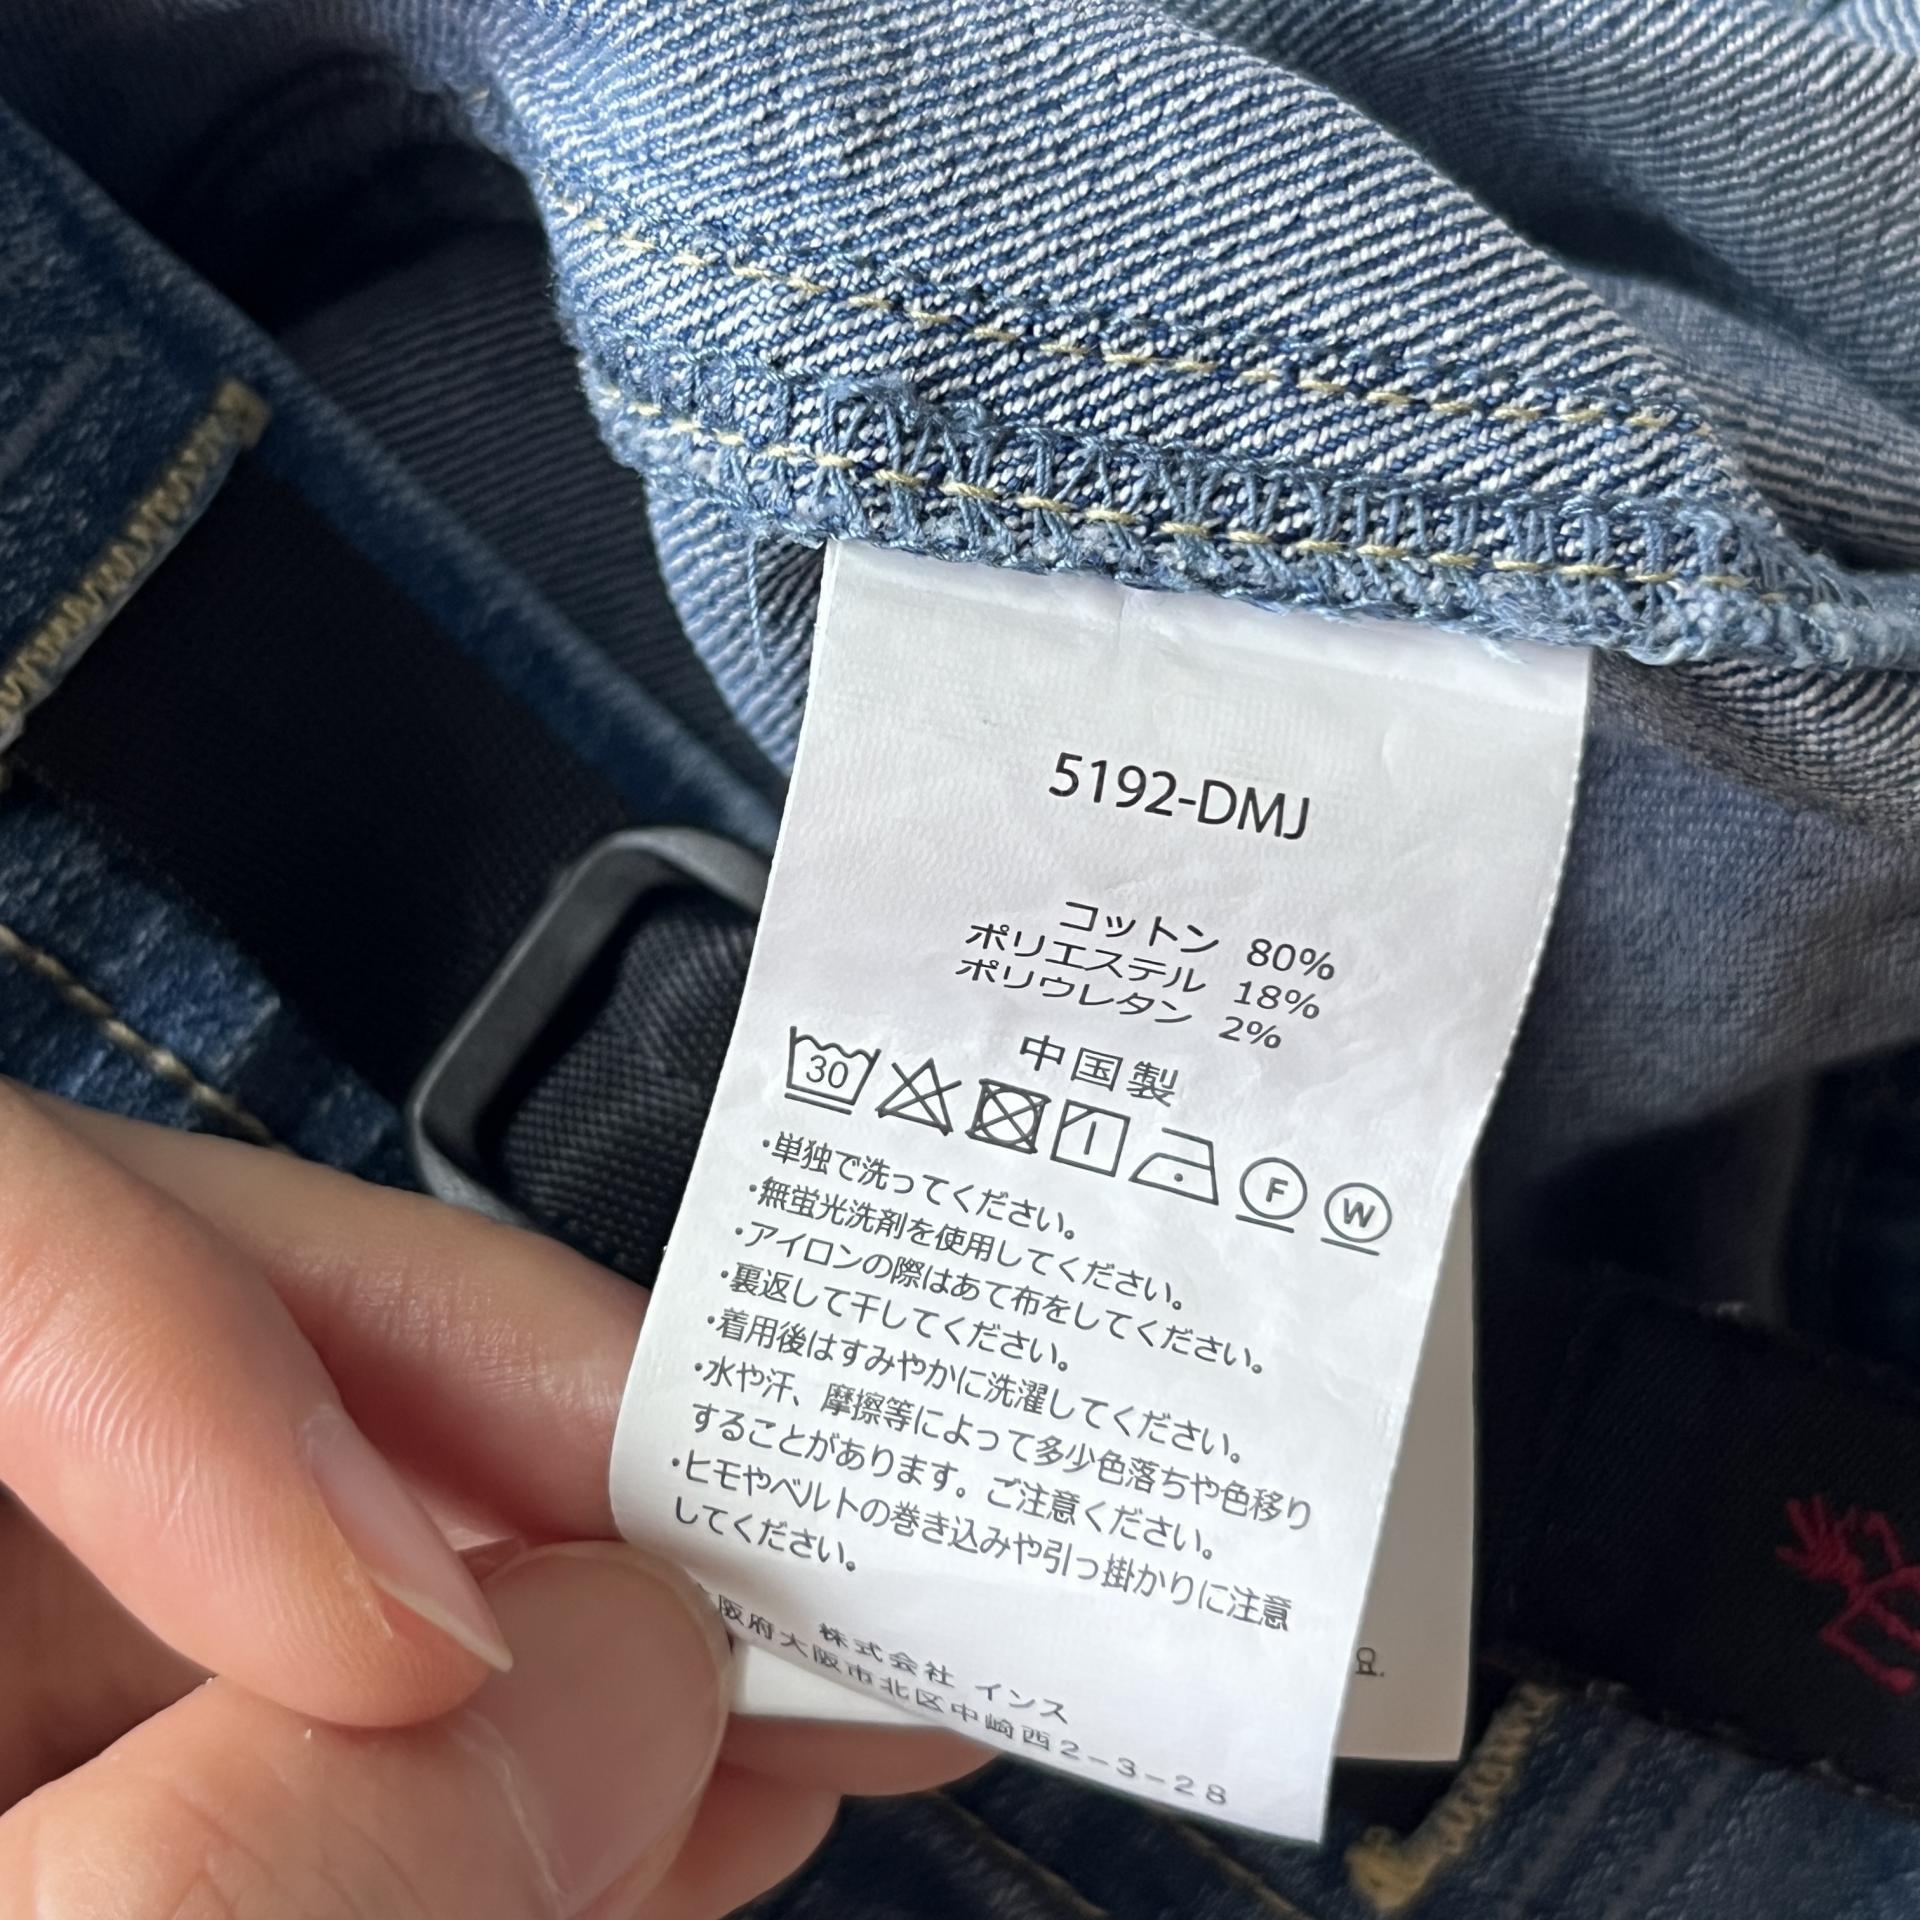 5192-DMJ
コットン 80%
ポリエステル 18%
ポリウレタン 2%
中国製
30
F
W
・単独で洗ってください。
・無蛍光洗剤を使用してください。
・アイロンの際はあて布をしてください。
・裏返して干してください。
・着用後はすみやかに洗濯してください。
・水や汗、摩擦等によって多少色落ちや色移り
することがあります。ご注意ください。
・ヒモやベルトの巻き込みや引っ掛かりに注意
してください。
株式会社 インス
阪府大阪市北区中崎西2-3-28